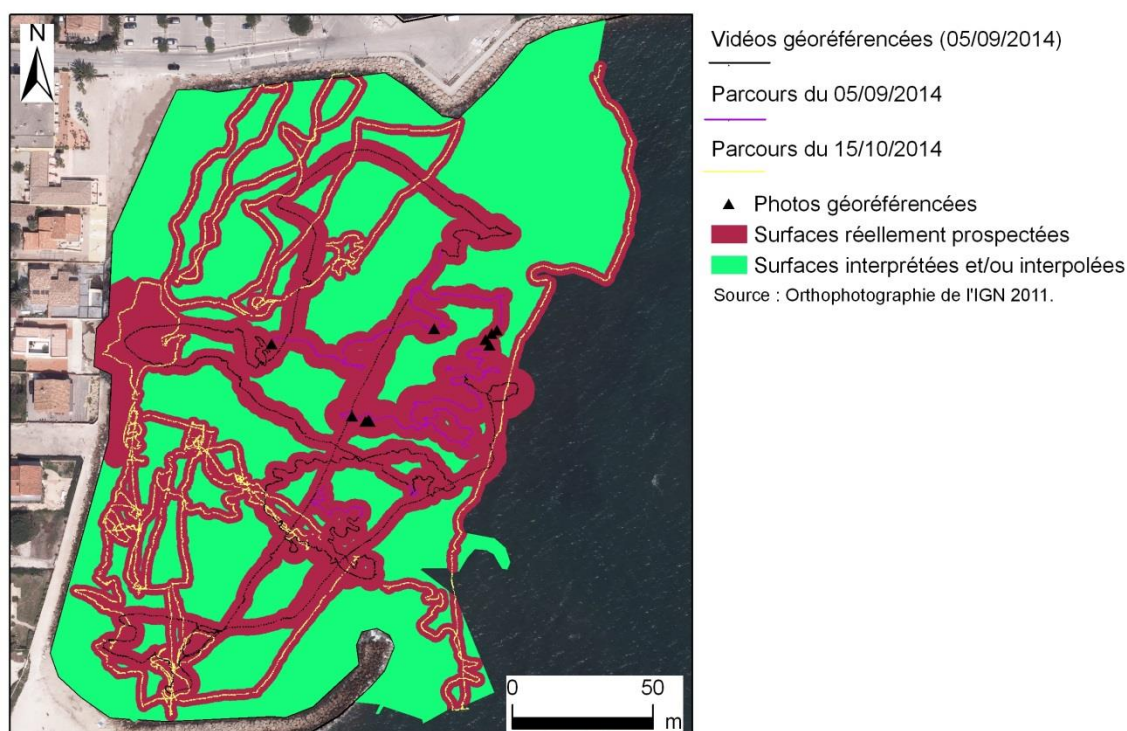 N
Vidéos géoréférencées (05/09/2014)
Parcours du 05/09/2014
Parcours du 15/10/2014
Photos géoréférencées
Surfaces réellement prospectées
Surfaces interprétées et/ou interpolées
Source : Orthophotographie de l'IGN 2011.
0 50
m